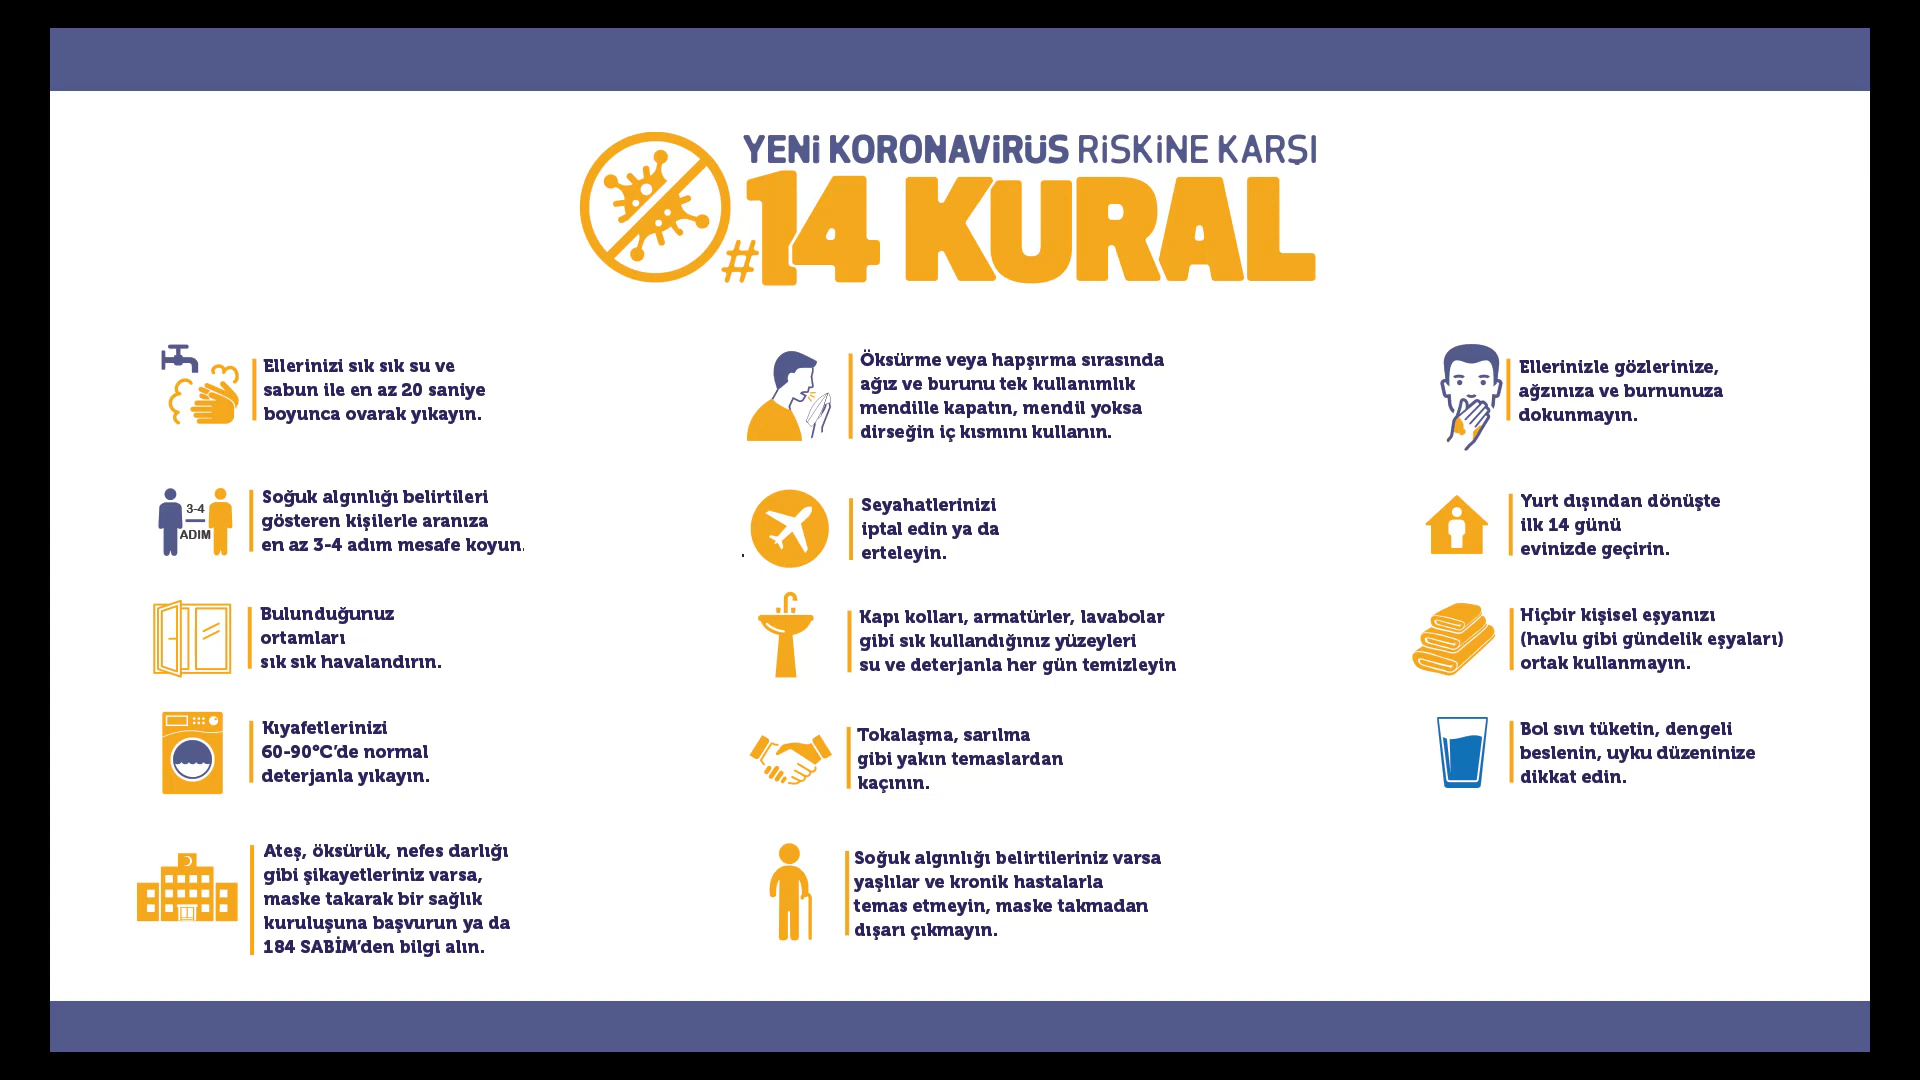 YENİ KORONAVİRÜS RİSKİNE KARŞI
#14 KURAL
Ellerinizi sık sık su ve
sabun ile en az 20 saniye
boyunca ovarak yıkayın.
Öksürme veya hapşırma sırasında
ağız ve burunu tek kullanımlık
mendille kapatın, mendil yoksa
dirseğin iç kısmını kullanın.
Ellerinizle gözlerinize,
ağzınıza ve burnunuza
dokunmayın.
3-4
ADIM
Soğuk algınlığı belirtileri
gösteren kişilerle aranıza
en az 3-4 adım mesafe koyun.
Seyahatlerinizi
iptal edin ya da
erteleyin.
Yurt dışından dönüşte
ilk 14 günü
evinizde geçirin.
Bulunduğunuz
ortamları
sık sık havalandırın.
Kapı kolları, armatürler, lavabolar
gibi sık kullandığınız yüzeyleri
su ve deterjanla her gün temizleyin
Hiçbir kişisel eşyanızı
(havlu gibi gündelik eşyaları)
ortak kullanmayın.
Kıyafetlerinizi
60-90°C'de normal
deterjanla yıkayın.
Tokalaşma, sarılma
gibi yakın temaslardan
kaçının.
Bol sıvı tüketin, dengeli
beslenin, uyku düzeninize
dikkat edin.
Ateş, öksürük, nefes darlığı
gibi şikayetleriniz varsa,
maske takarak bir sağlık
kuruluşuna başvurun ya da
184 SABİM'den bilgi alın.
Soğuk algınlığı belirtileriniz varsa
yaşlılar ve kronik hastalarla
temas etmeyin, maske takmadan
dışarı çıkmayın.